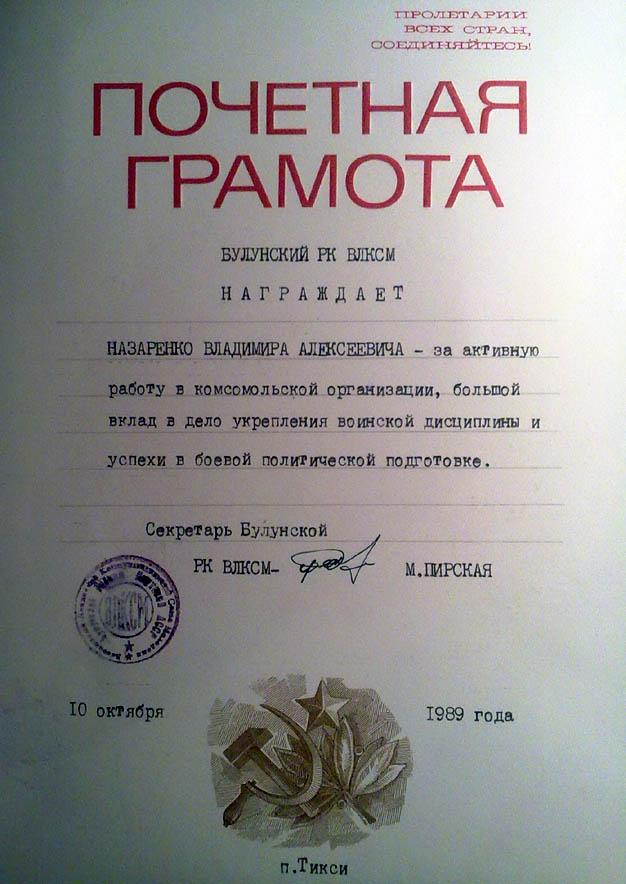 ПРОЛЕТАРИИ
ВСЕХ СТРАН,
СОЕДИНЯЙТЕСЬ!
ПОЧЕТНАЯ
ГРАМОТА
БУЛУНСКИЙ РК ВЛКСМ
НАГРАЖДАЕТ
НАЗАРЕНКО ВЛАДИМИРА АЛЕКСЕЕВИЧА - за активную
работу в комсомольской организации, большой
вклад в дело укрепления воинской дисциплины и
успехи в боевой политической подготовке.
Секретарь Булунской
РК ВЛКСМ- М.ПИРСКАЯ
ВЛКСМ
10 октября 1989 года
п.Тикси